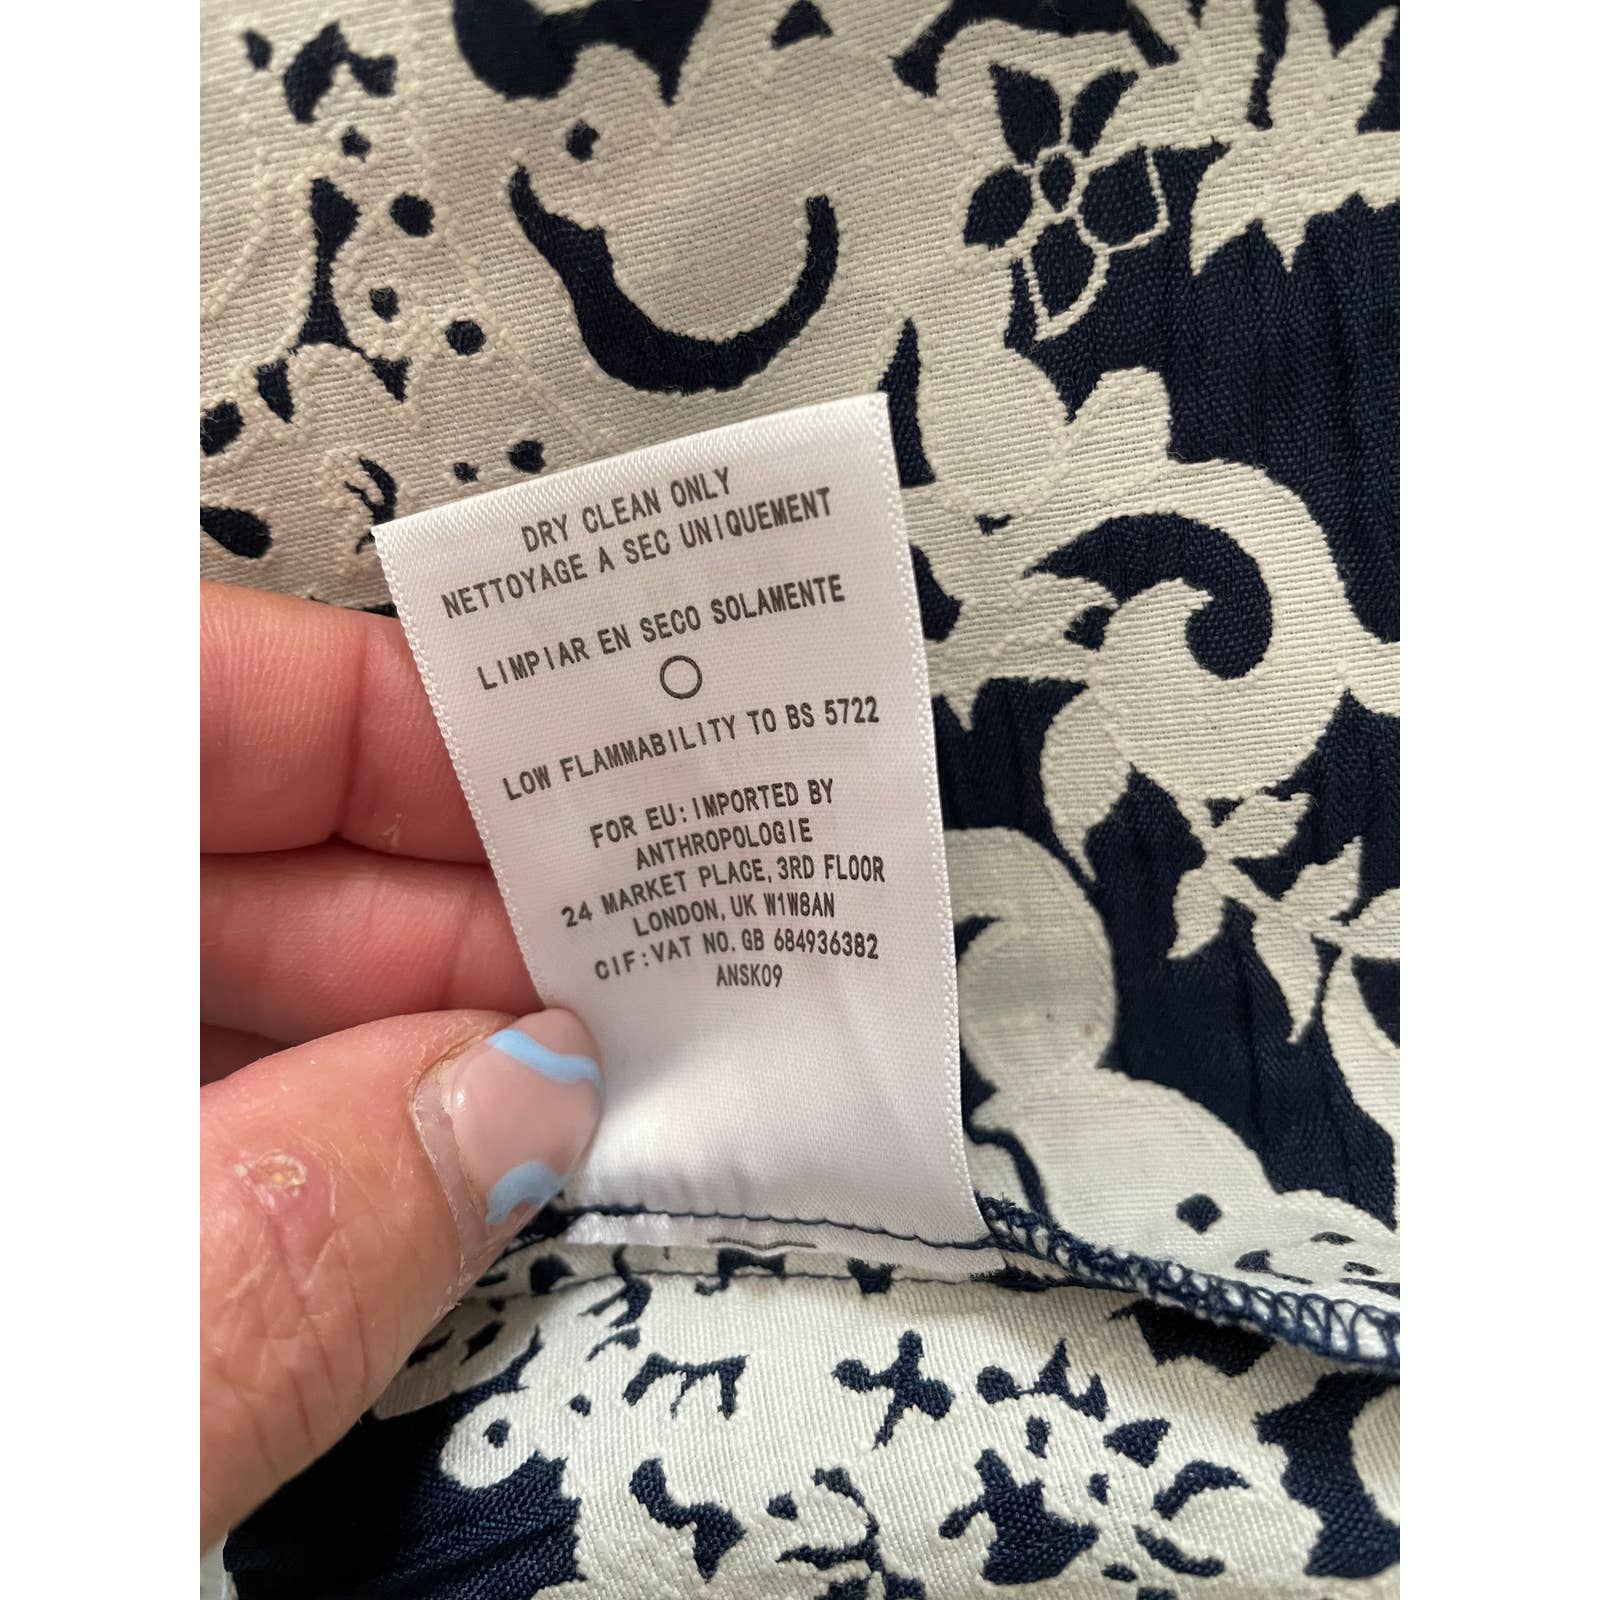 DRY CLEAN ONLY
NETTOYAGE A SEC UNIQUEMENT
LIMPIAR EN SECO SOLAMENTE
LOW FLAMMABILITY TO BS 5722
FOR EU: IMPORTED BY
ANTHROPOLOGIE
24 MARKET PLACE, 3RD FLOOR
LONDON, UK W1W8AN
CIF: VAT NO. GB 684936382
ANSK09